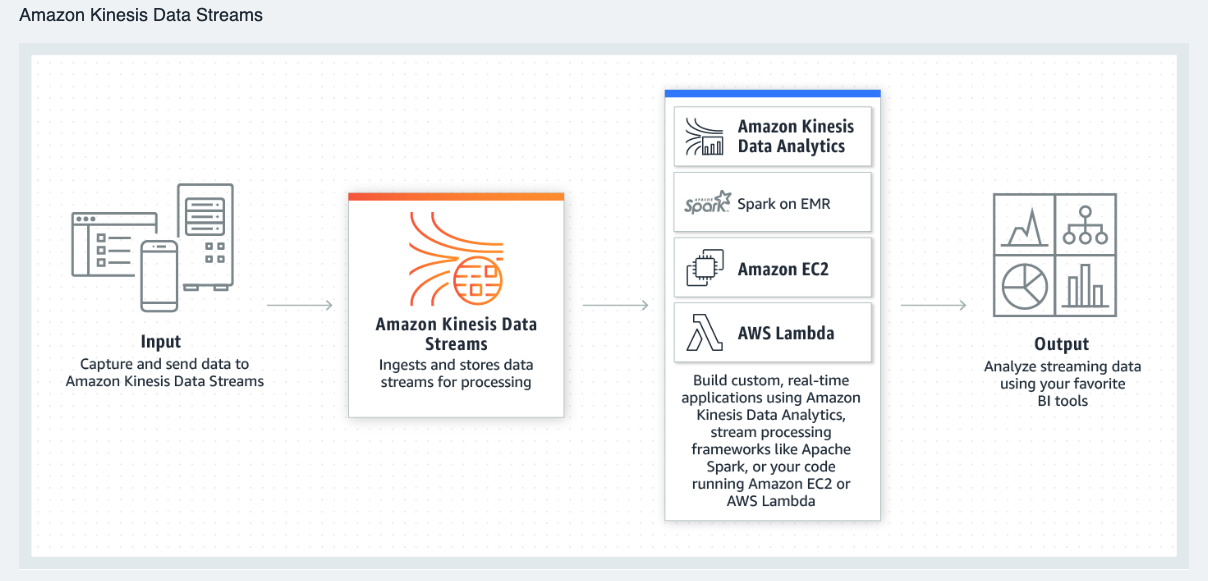 Amazon Kinesis Data Streams
Input
Capture and send data to
Amazon Kinesis Data Streams
Amazon Kinesis Data
Streams
Ingests and stores data
streams for processing
Amazon Kinesis
Data Analytics
APACHE
Spark
Spark on EMR
Amazon EC2
AWS Lambda
Build custom, real-time
applications using Amazon
Kinesis Data Analytics,
stream processing
frameworks like Apache
Spark, or your code
running Amazon EC2 or
AWS Lambda
Output
Analyze streaming data
using your favorite
BI tools